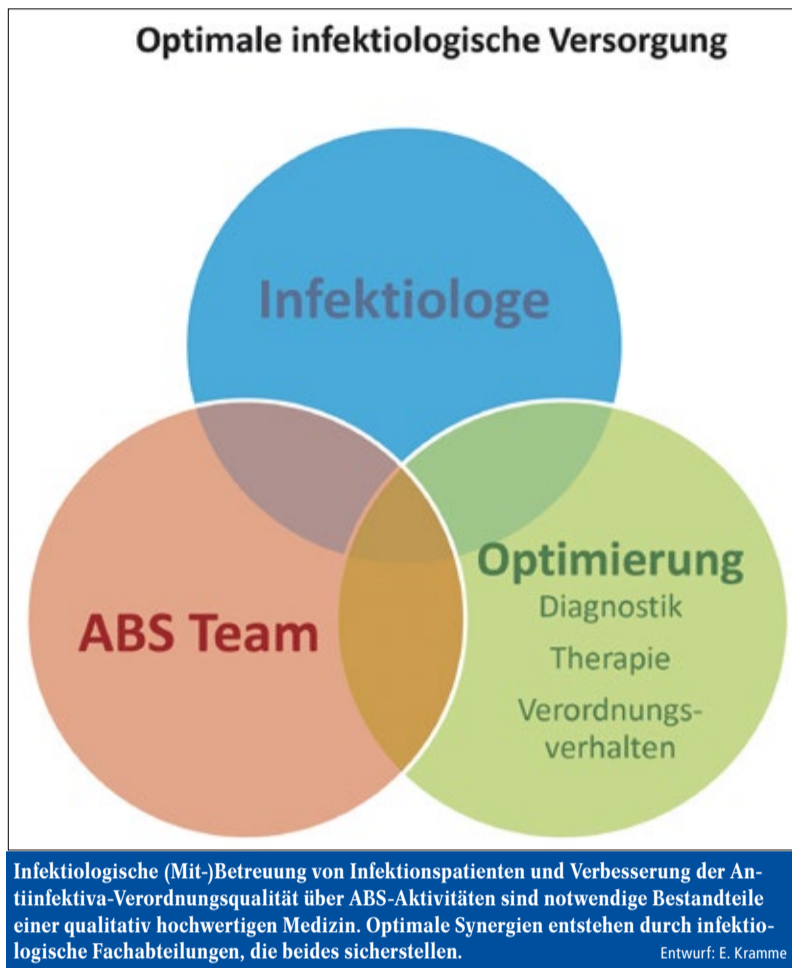 Optimale infektiologische Versorgung
Infektiologe
ABS Team
Optimierung
Diagnostik
Therapie
Verordnungs-
verhalten
Infektiologische (Mit-)Betreuung von Infektionspatienten und Verbesserung der An-
tiinfektiva-Verordnungsqualität über ABS-Aktivitäten sind notwendige Bestandteile
einer qualitativ hochwertigen Medizin. Optimale Synergien entstehen durch infektio-
logische Fachabteilungen, die beides sicherstellen. Entwurf: E. Kramme